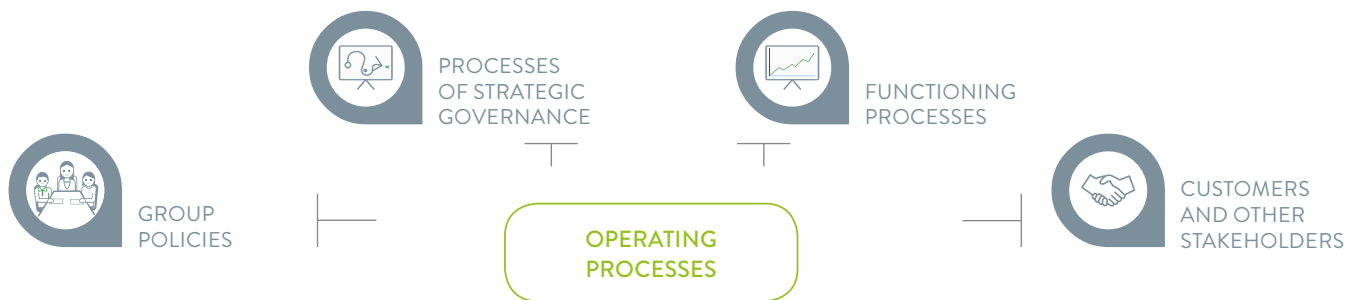 PROCESSES
OF STRATEGIC
GOVERNANCE
FUNCTIONING
PROCESSES
GROUP
POLICIES
CUSTOMERS
AND OTHER
STAKEHOLDERS
OPERATING
PROCESSES